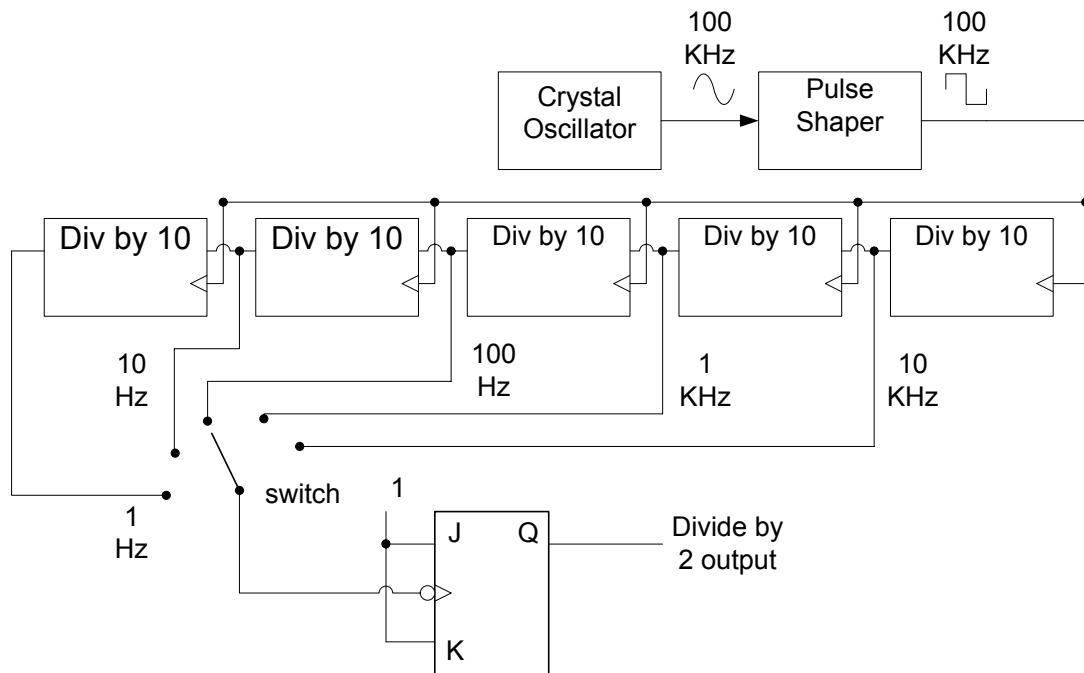 100
KHz
100
KHz
Crystal
Oscillator
Pulse
Shaper
Div by 10
Div by 10
Div by 10
Div by 10
Div by 10
10
Hz
100
Hz
1
KHz
10
KHz
1
Hz
switch
1
J
Q
K
Divide by
2 output